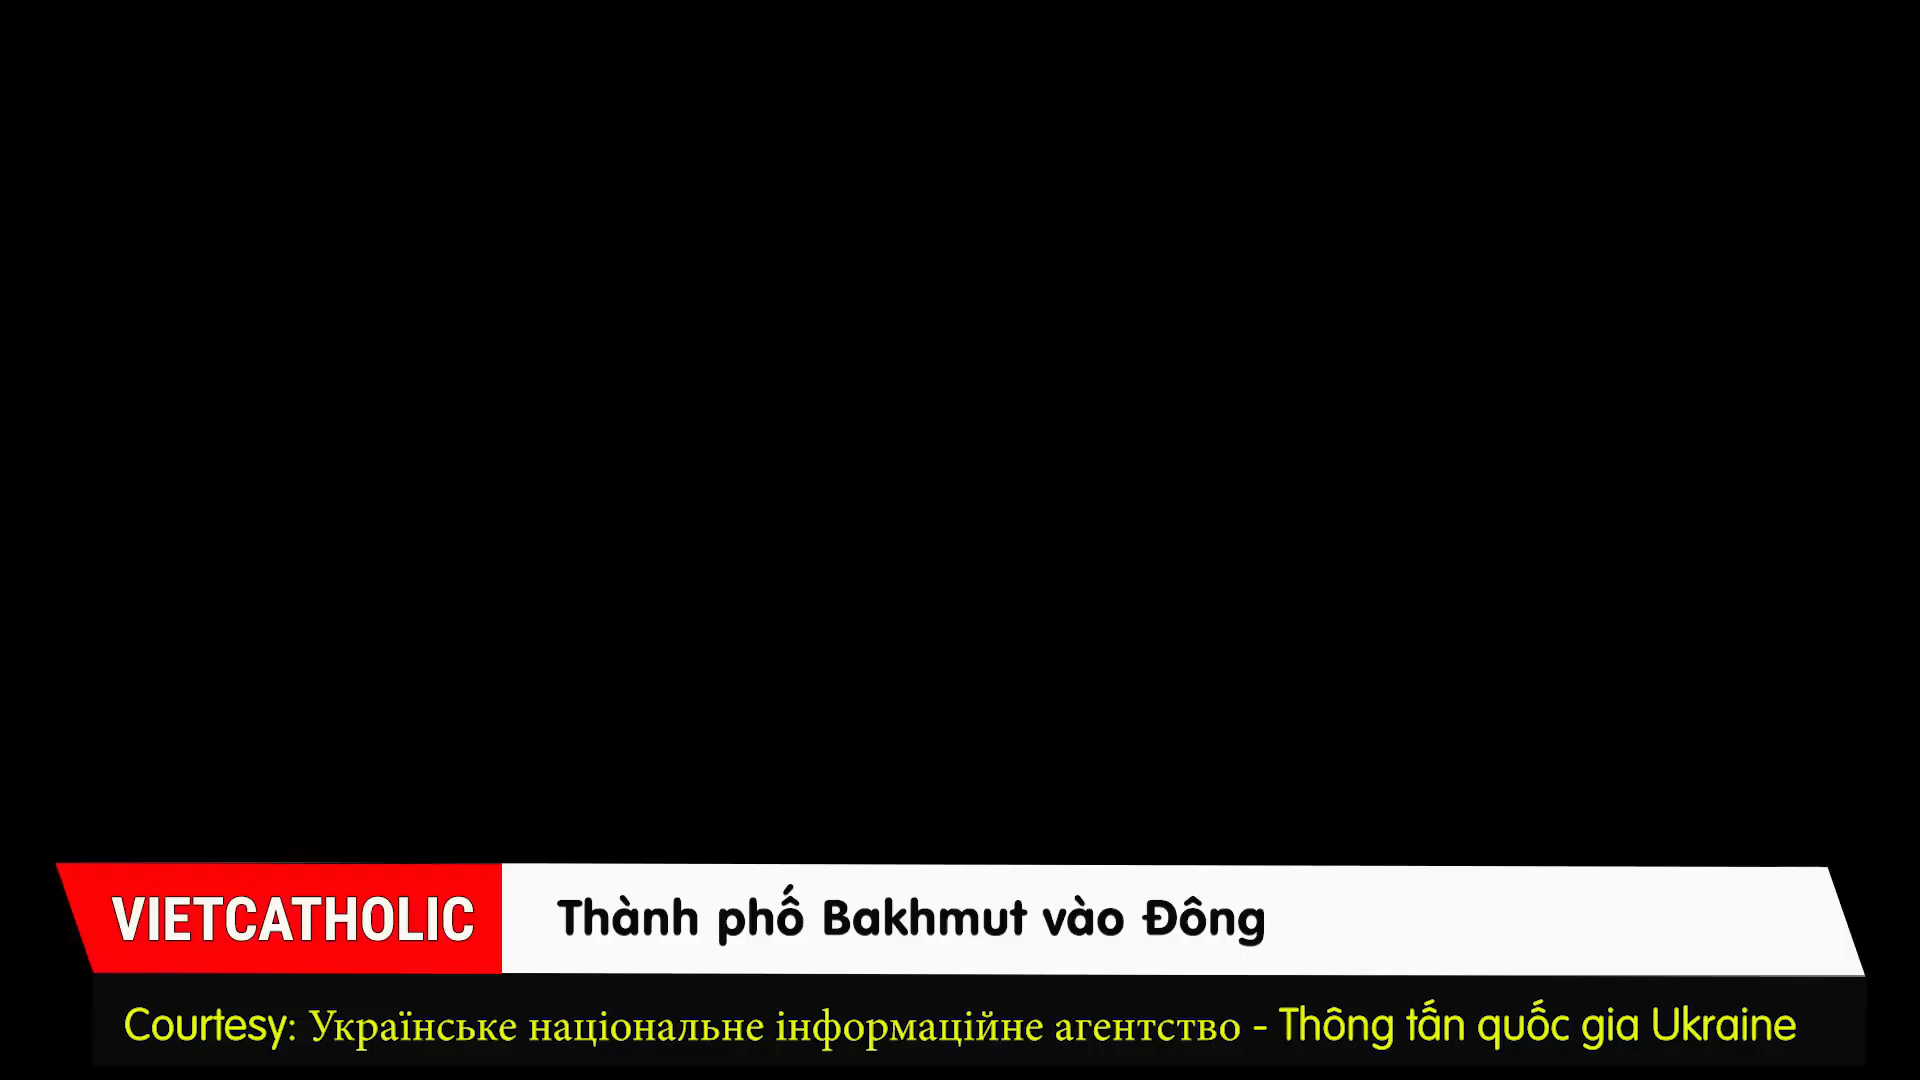 VIETCATHOLIC
Thành phố Bakhmut vào Đông
Courtesy: Українське національне інформаційне агентство - Thông tấn quốc gia Ukraine